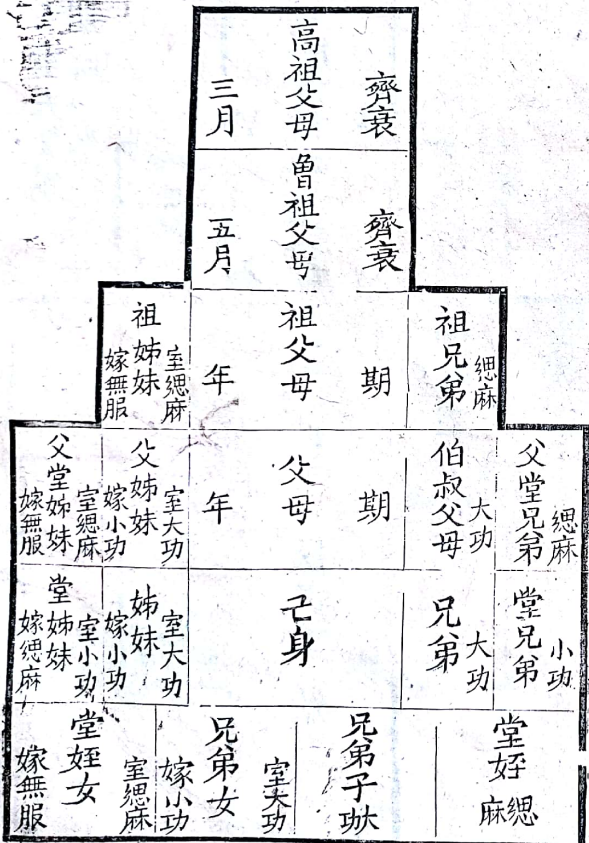 齊衰
高祖父母
三月
齊衰
曾祖父母
五月
緦麻
祖兄弟
期
祖父母
年
室緦麻
祖姊妹
嫁無服
緦麻
父堂兄弟
大功
伯叔父母
期
父母
年
室大功
父姊妹
嫁小功
室緦麻
父堂姊妹
嫁無服
小功
堂兄弟
大功
兄弟
己身
室大功
姊妹
嫁小功
室小功
堂姊妹
嫁緦麻
堂姪
緦麻
兄弟子
大功
室大功
兄弟女
嫁小功
室緦麻
堂姪女
嫁無服